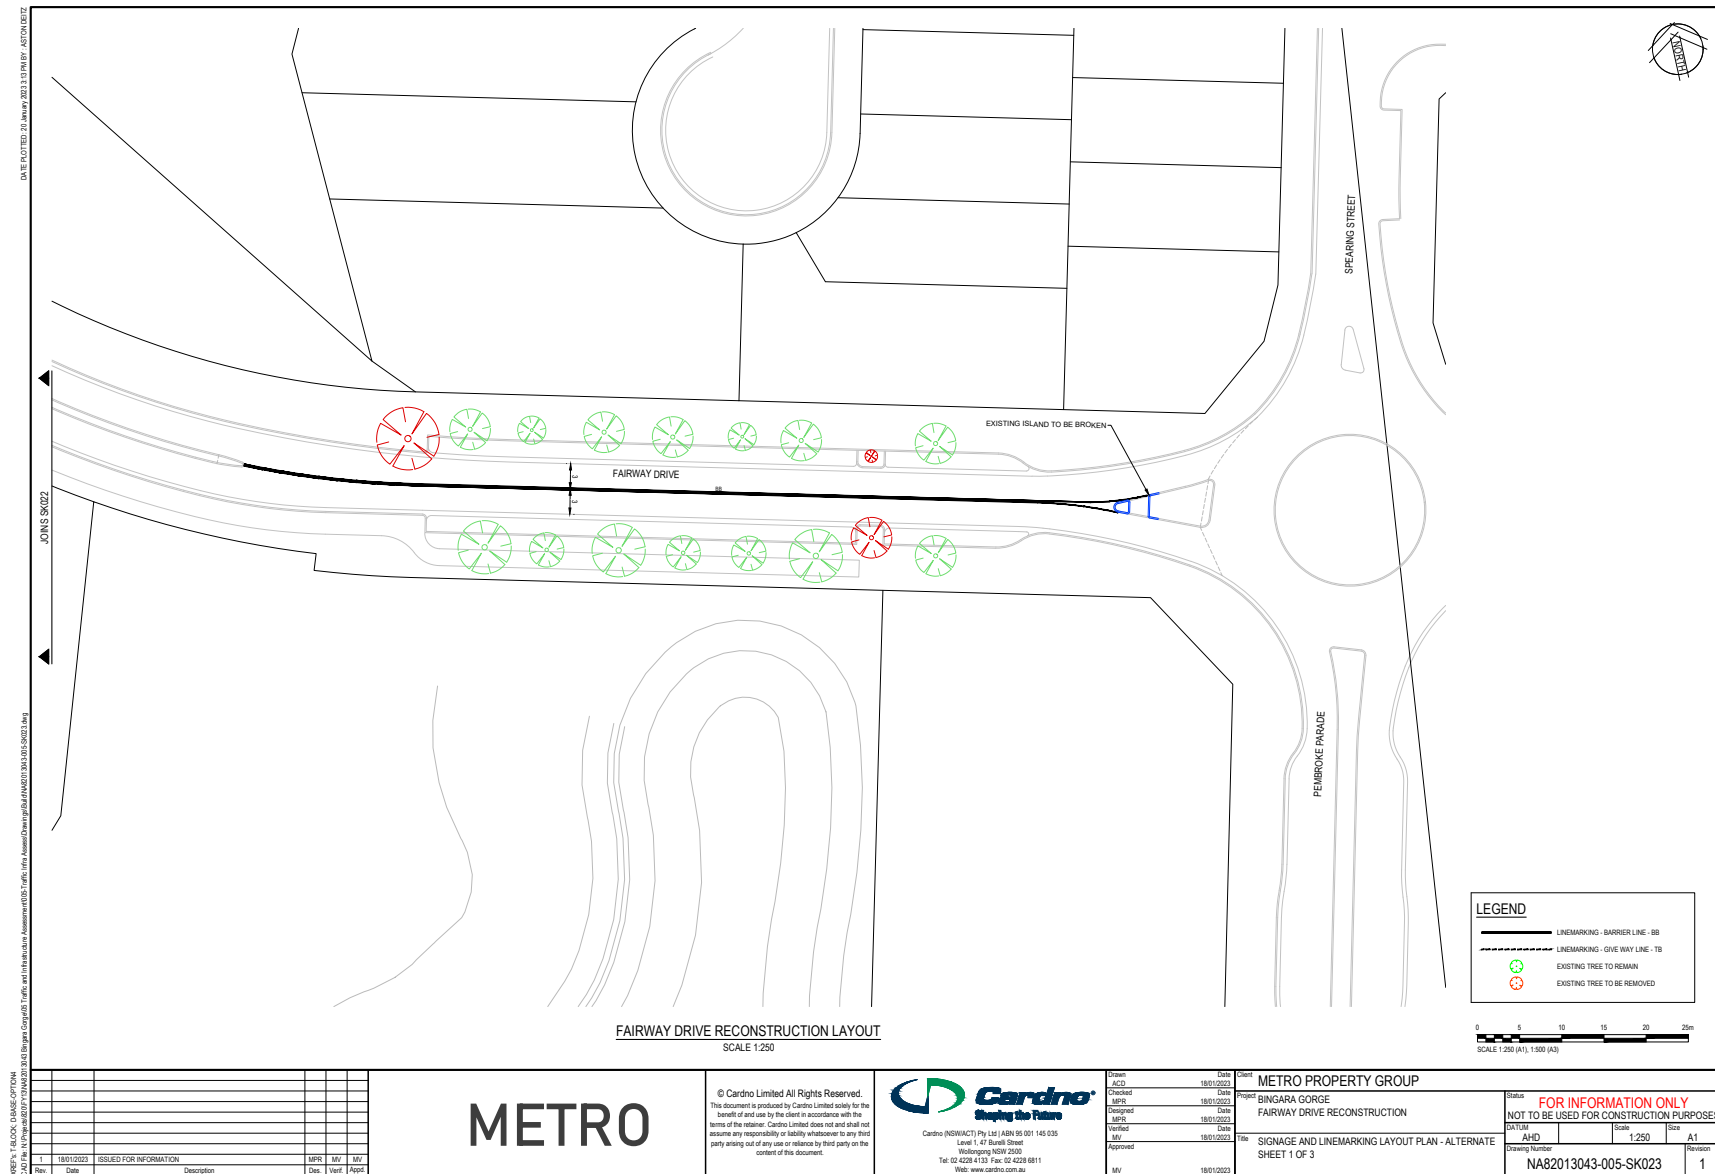 DATE PLOTTED: 20 January 2023 3:13 PM BY : ASTON DEITZ
NORTH
SPEARING STREET
JOINS SK022
EXISTING ISLAND TO BE BROKEN
FAIRWAY DRIVE
3
3
BB
PEMBROKE PARADE
LEGEND
LINEMARKING - BARRIER LINE - BB
LINEMARKING - GIVE WAY LINE - TB
EXISTING TREE TO REMAIN
EXISTING TREE TO BE REMOVED
0 5 10 15 20 25m
SCALE 1:250 (A1), 1:500 (A3)
FAIRWAY DRIVE RECONSTRUCTION LAYOUT
SCALE 1:250
1 18/01/2023 ISSUED FOR INFORMATION MPR MV MV
Rev. Date Description Des. Verif. Appd.
METRO
© Cardno Limited All Rights Reserved.
This document is produced by Cardno Limited solely for the
benefit of and use by the client in accordance with the
terms of the retainer. Cardno Limited does not and shall not
assume any responsibility or liability whatsoever to any third
party arising out of any use or reliance by third party on the
content of this document.
Cardno®
Shaping the Future
Cardno (NSW/ACT) Pty Ltd | ABN 95 001 145 035
Level 1, 47 Burelli Street
Wollongong NSW 2500
Tel: 02 4228 4133 Fax: 02 4228 6811
Web: www.cardno.com.au
Drawn Date
ACD 18/01/2023
Checked Date
MPR 18/01/2023
Designed Date
MPR 18/01/2023
Verified Date
MV 18/01/2023
Approved
MV 18/01/2023
Client METRO PROPERTY GROUP
Project BINGARA GORGE
FAIRWAY DRIVE RECONSTRUCTION
Title SIGNAGE AND LINEMARKING LAYOUT PLAN - ALTERNATE
SHEET 1 OF 3
Status FOR INFORMATION ONLY
NOT TO BE USED FOR CONSTRUCTION PURPOSES
DATUM Scale Size
AHD 1:250 A1
Drawing Number Revision
NA82013043-005-SK023 1